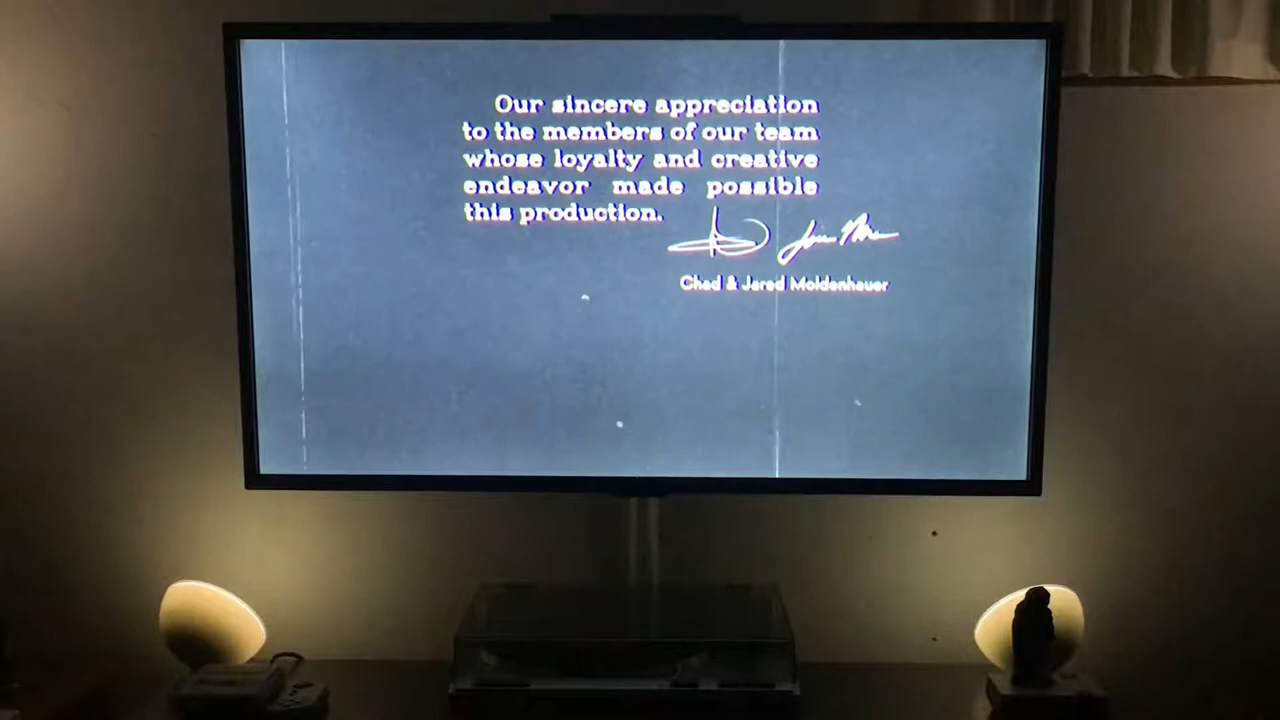 Our sincere appreciation
to the members of our team
whose loyalty and creative
endeavor made possible
this production.
Chad & Jared Moldenhauer